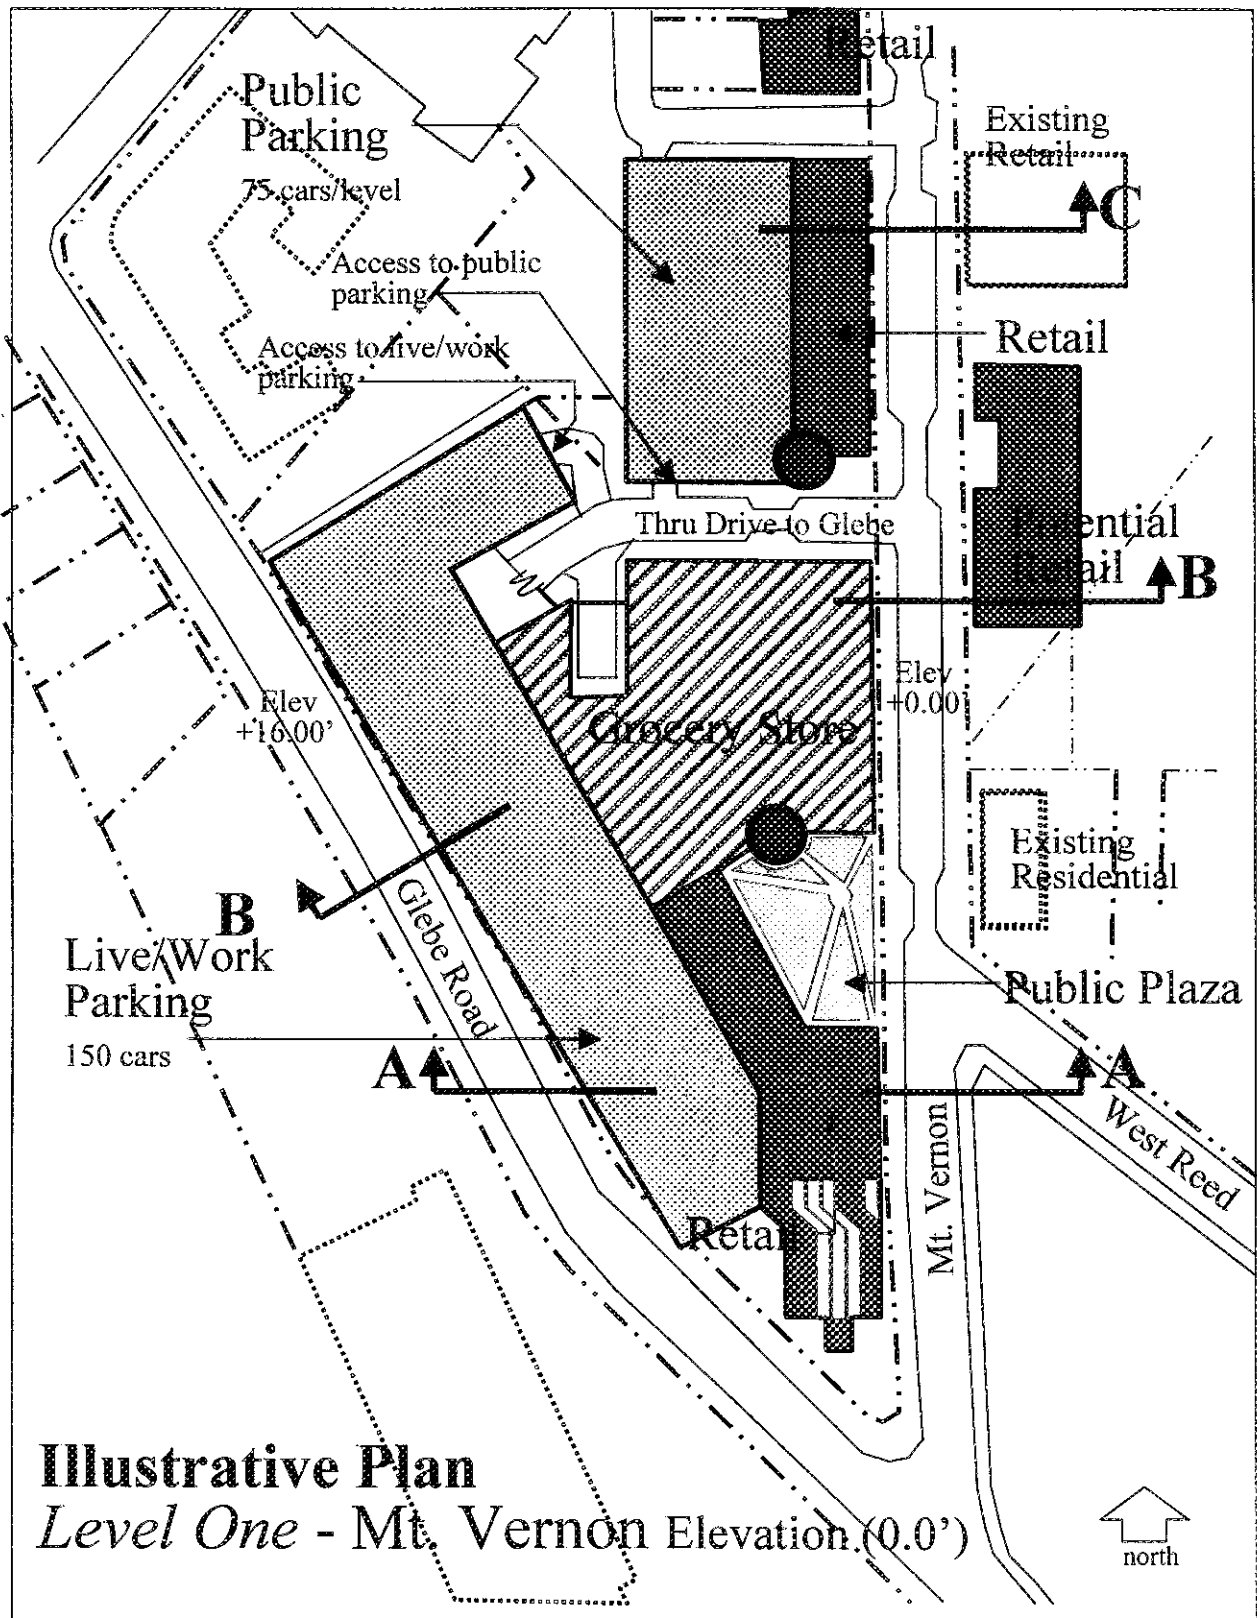 Retail
Public
Parking
75 cars/level
Existing
Retail
C
Access to public
parking
Access to live/work
parking
Retail
Thru Drive to Glebe
Potential
Retail
B
Elev
+16.00’
Elev
+0.00’
Grocery Store
Existing
Residential
B
Glebe Road
Live/Work
Parking
150 cars
Public Plaza
A
A
West Reed
Mt. Vernon
Retail
Illustrative Plan
Level One - Mt. Vernon Elevation (0.0’)
north